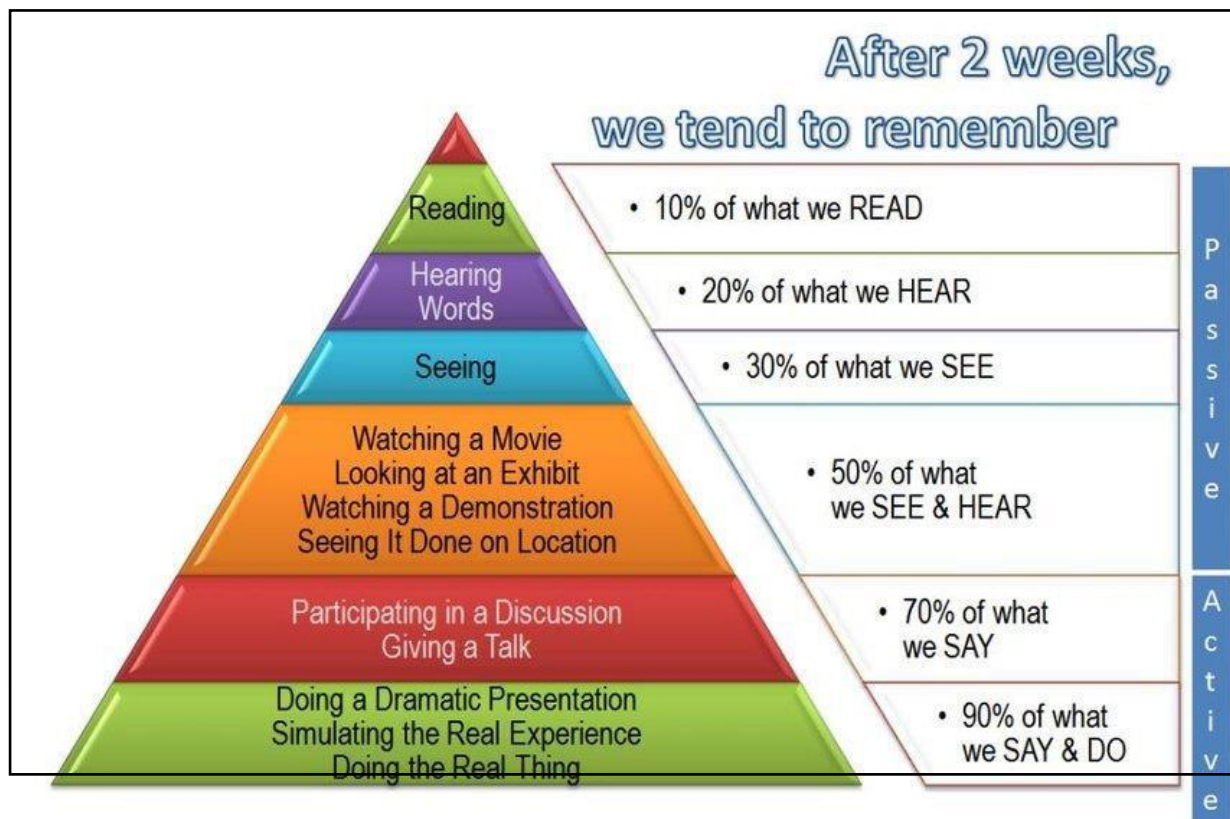 After 2 weeks,
we tend to remember
Reading
• 10% of what we READ
Hearing
Words
• 20% of what we HEAR
Seeing
• 30% of what we SEE
Watching a Movie
Looking at an Exhibit
Watching a Demonstration
Seeing It Done on Location
• 50% of what
we SEE & HEAR
Participating in a Discussion
Giving a Talk
• 70% of what
we SAY
Doing a Dramatic Presentation
Simulating the Real Experience
Doing the Real Thing
• 90% of what
we SAY & DO
Passive
Active